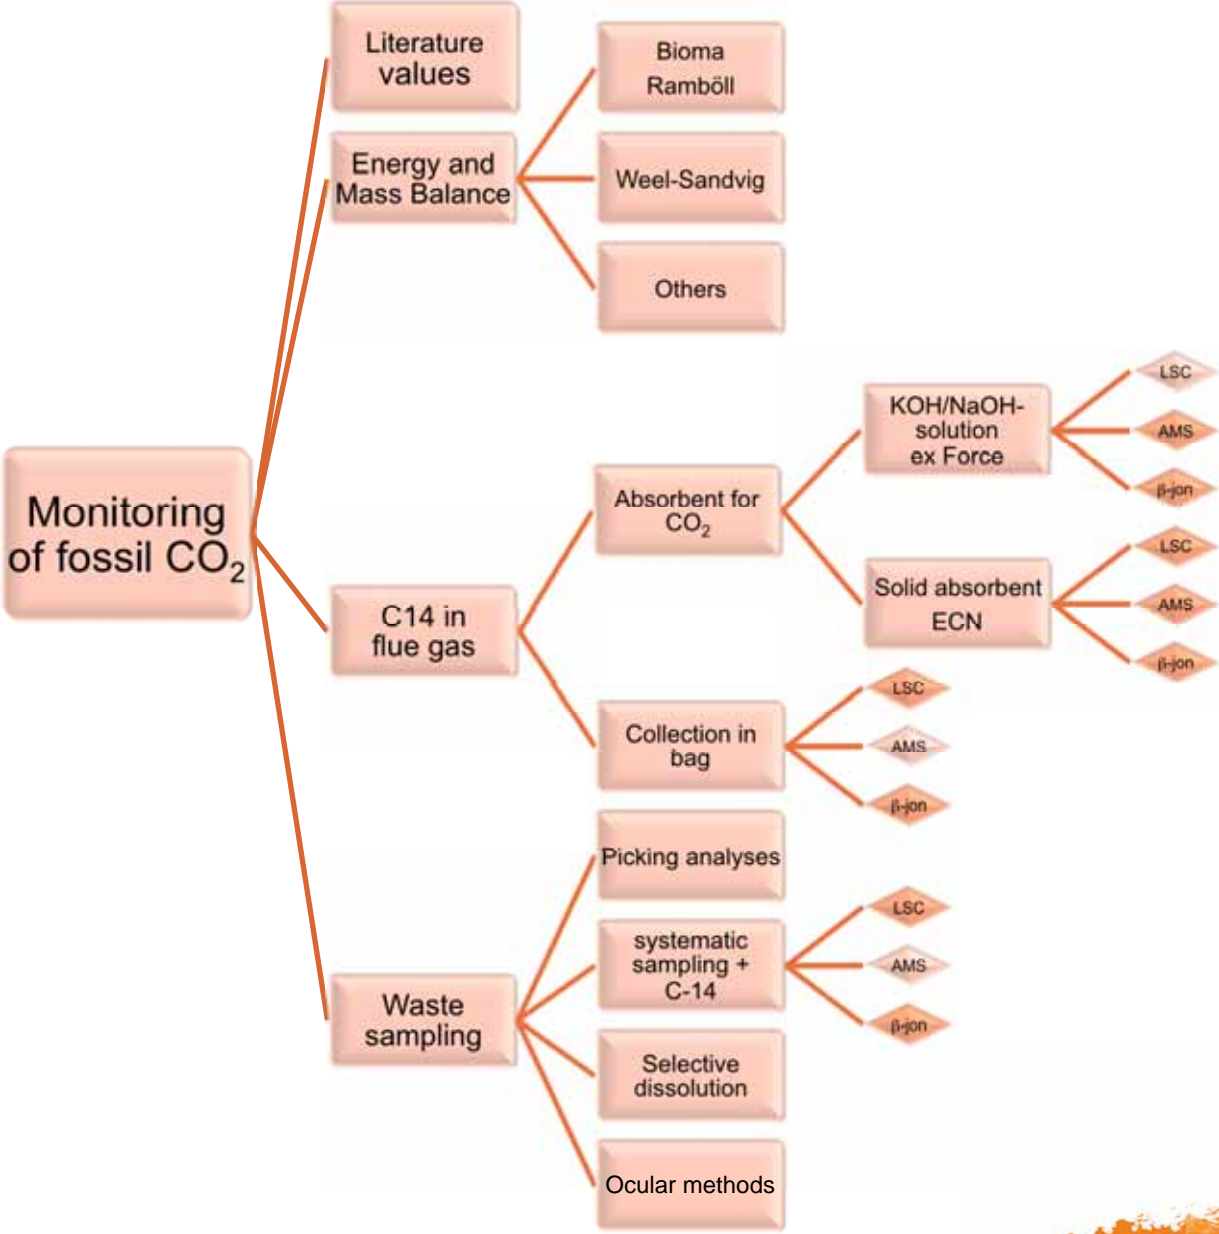 Literature
values
Bioma
Ramböll
Energy and
Mass Balance
Weel-Sandvig
Others
Monitoring
of fossil CO₂
C14 in
flue gas
Absorbent for
CO₂
KOH/NaOH-
solution
ex Force
LSC
AMS
β-jon
Solid absorbent
ECN
LSC
AMS
β-jon
Collection in
bag
LSC
AMS
β-jon
Waste
sampling
Picking analyses
systematic
sampling +
C-14
LSC
AMS
β-jon
Selective
dissolution
Ocular methods